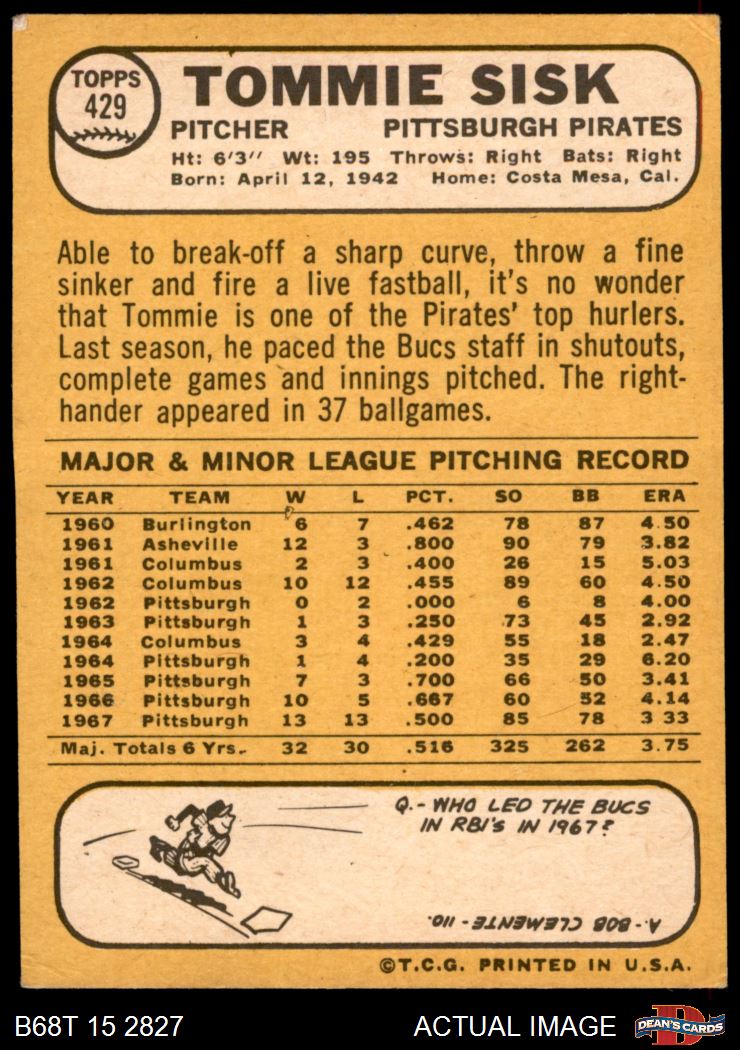 TOPPS
429
TOMMIE SISK
PITCHER PITTSBURGH PIRATES
Ht: 6'3'' Wt: 195 Throws: Right Bats: Right
Born: April 12, 1942 Home: Costa Mesa, Cal.
Able to break-off a sharp curve, throw a fine
sinker and fire a live fastball, it's no wonder
that Tommie is one of the Pirates' top hurlers.
Last season, he paced the Bucs staff in shutouts,
complete games and innings pitched. The right-
hander appeared in 37 ballgames.
MAJOR & MINOR LEAGUE PITCHING RECORD
YEAR TEAM W L PCT. SO BB ERA
1960 Burlington 6 7 .462 78 87 4.50
1961 Asheville 12 3 .800 90 79 3.82
1961 Columbus 2 3 .400 26 15 5.03
1962 Columbus 10 12 .455 89 60 4.50
1962 Pittsburgh 0 2 .000 6 8 4.00
1963 Pittsburgh 1 3 .250 73 45 2.92
1964 Columbus 3 4 .429 55 18 2.47
1964 Pittsburgh 1 4 .200 35 29 6.20
1965 Pittsburgh 7 3 .700 66 50 3.41
1966 Pittsburgh 10 5 .667 60 52 4.14
1967 Pittsburgh 13 13 .500 85 78 3.33
Maj. Totals 6 Yrs. 32 30 .516 325 262 3.75
Q.- WHO LED THE BUCS
IN RBI'S IN 1967?
A.- BOB CLEMENTE - 110.
©T.C.G. PRINTED IN U.S.A.
B68T 15 2827 ACTUAL IMAGE DEAN'S CARDS